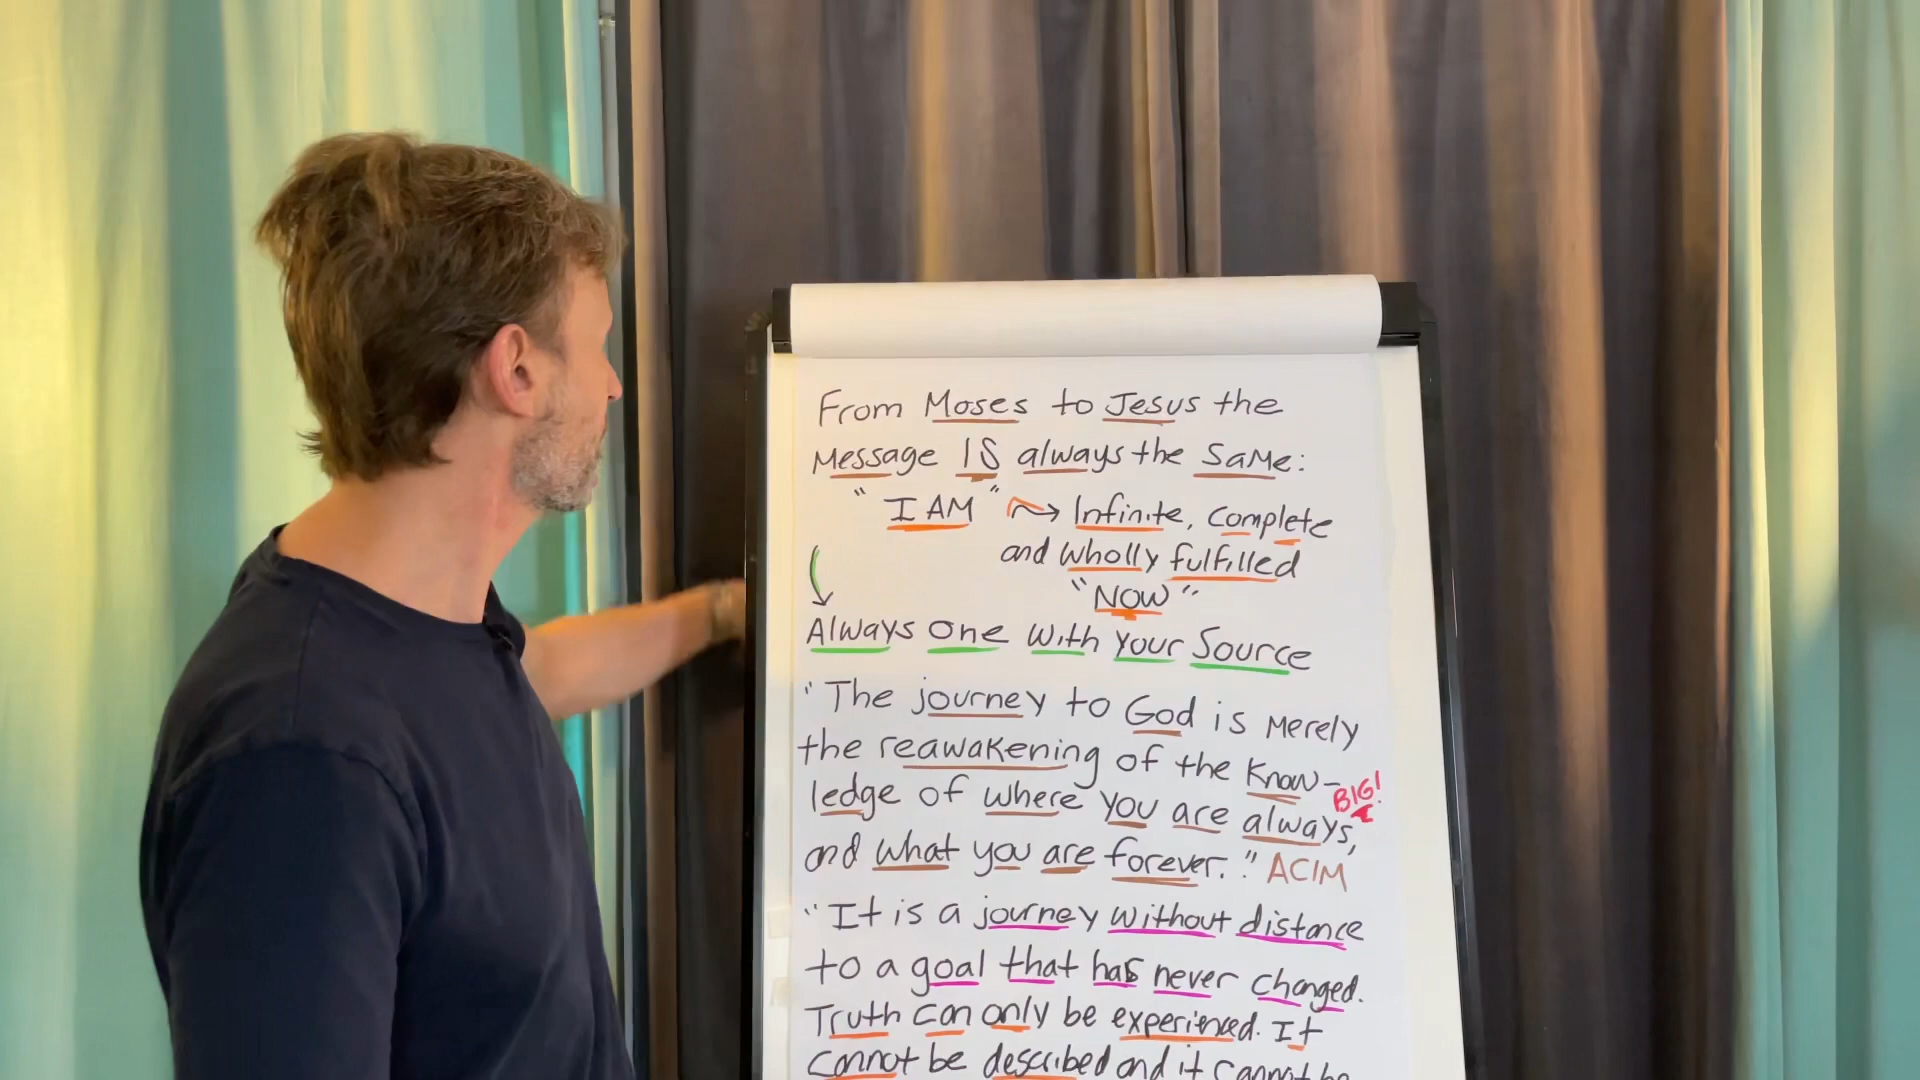 From Moses to Jesus the
Message IS always the Same:
"I AM" → Infinite, Complete
and wholly fulfilled
"NOW"
Always One with your Source
"The journey to God is Merely
the reawakening of the Know-
ledge of where you are always, BIG!
and what you are forever." ACIM
"It is a journey without distance
to a goal that has never changed.
Truth can only be experienced. It
cannot be described and it cannot be